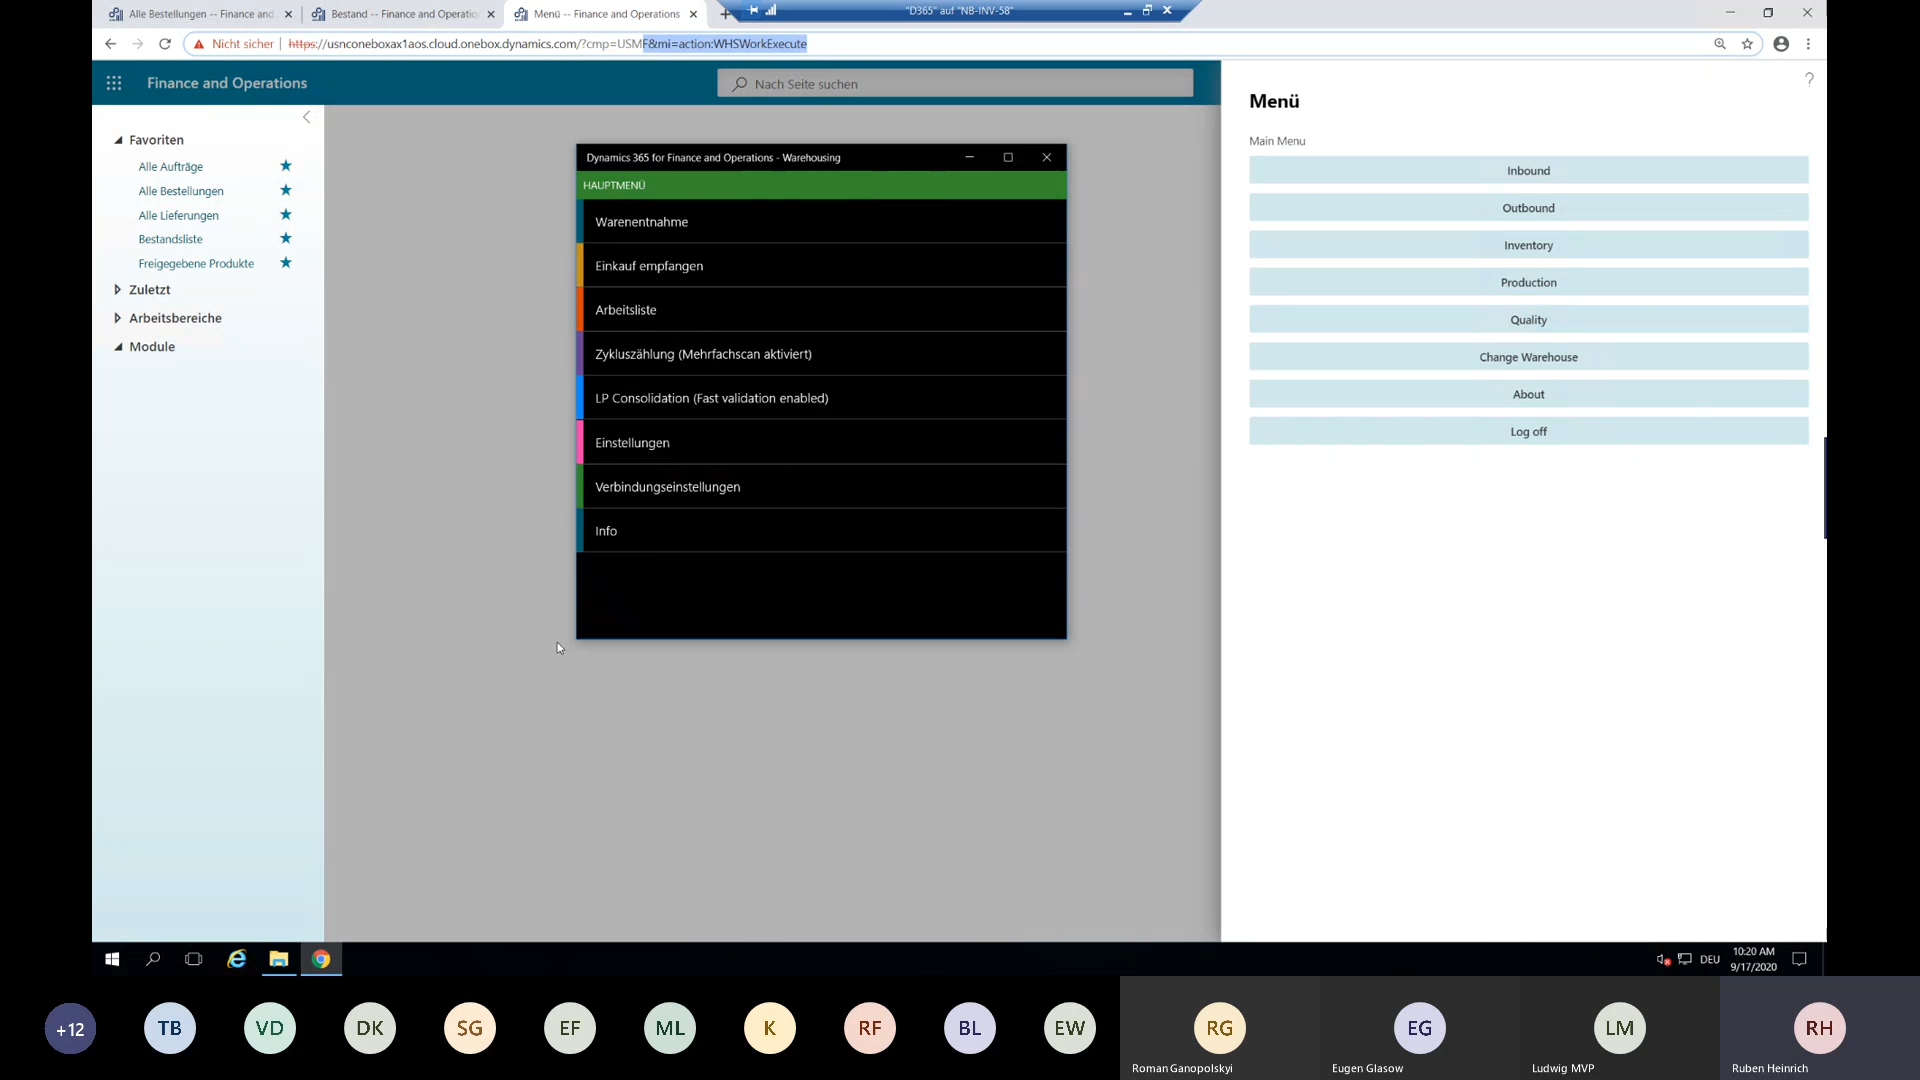 Alle Bestellungen -- Finance and
Bestand -- Finance and Operatio
Menü -- Finance and Operations
"D365" auf "NB-INV-58"
Nicht sicher
https://usnconeboxax1aos.cloud.onebox.dynamics.com/?cmp=USMF&mi=action:WHSWorkExecute
Finance and Operations
Nach Seite suchen
?
Favoriten
Alle Aufträge
Alle Bestellungen
Alle Lieferungen
Bestandsliste
Freigegebene Produkte
Zuletzt
Arbeitsbereiche
Module
Dynamics 365 for Finance and Operations - Warehousing
HAUPTMENÜ
Warenentnahme
Einkauf empfangen
Arbeitsliste
Zykluszählung (Mehrfachscan aktiviert)
LP Consolidation (Fast validation enabled)
Einstellungen
Verbindungseinstellungen
Info
Menü
Main Menu
Inbound
Outbound
Inventory
Production
Quality
Change Warehouse
About
Log off
DEU
10:20 AM
9/17/2020
+12
TB
VD
DK
SG
EF
ML
K
RF
BL
EW
RG
Roman Ganopolskyi
EG
Eugen Glasow
LM
Ludwig MVP
RH
Ruben Heinrich